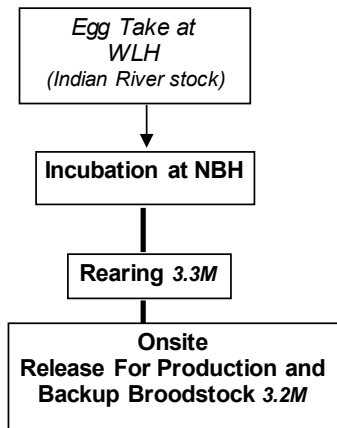 Egg Take at
WLH
(Indian River stock)
Incubation at NBH
Rearing 3.3M
Onsite
Release For Production and
Backup Broodstock 3.2M